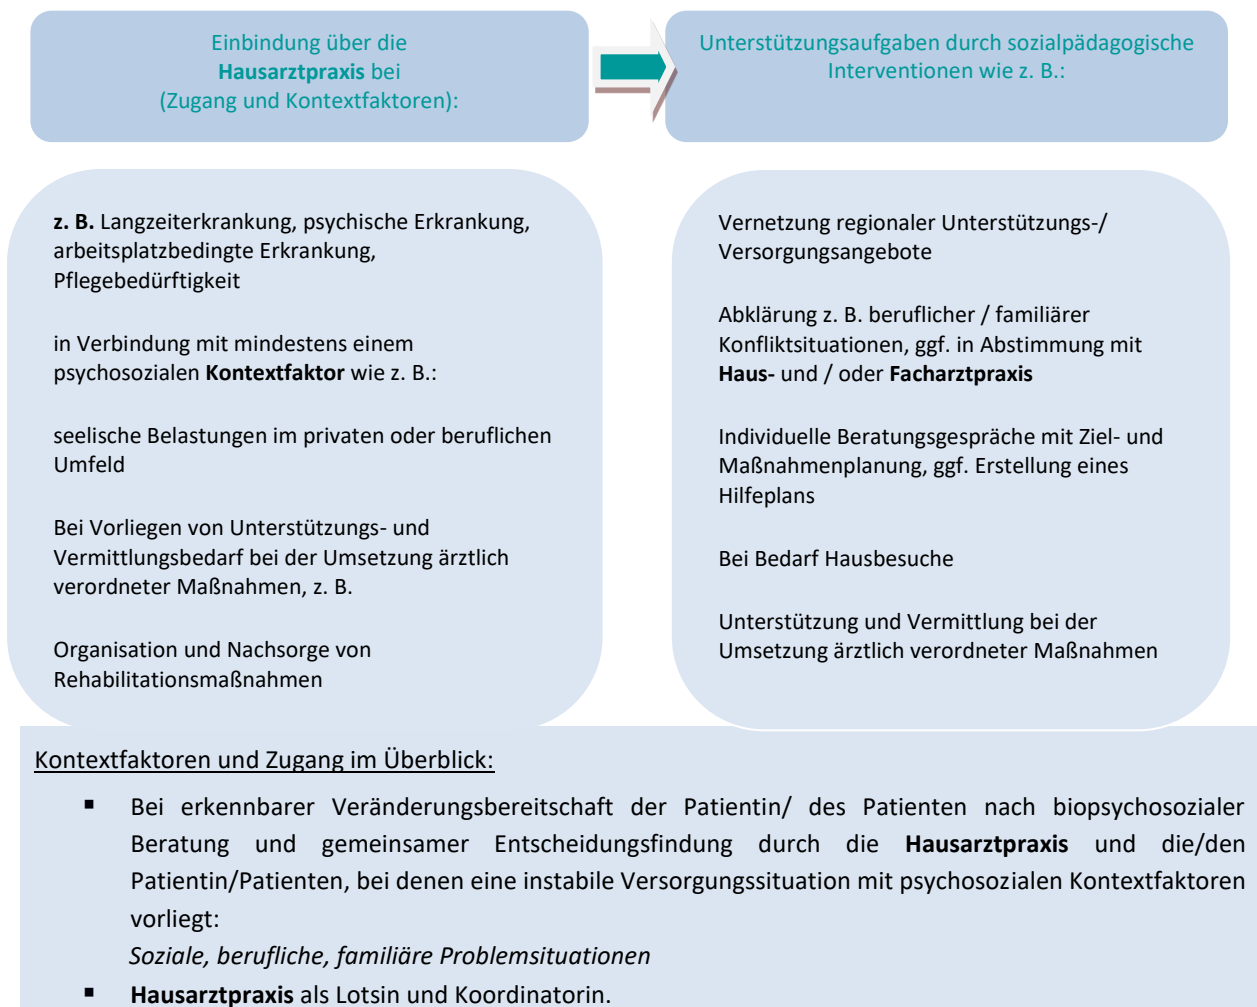 Einbindung über die
Hausarztpraxis bei
(Zugang und Kontextfaktoren):
Unterstützungsaufgaben durch sozialpädagogische
Interventionen wie z. B.:
z. B. Langzeiterkrankung, psychische Erkrankung,
arbeitsplatzbedingte Erkrankung,
Pflegebedürftigkeit
in Verbindung mit mindestens einem
psychosozialen Kontextfaktor wie z. B.:
seelische Belastungen im privaten oder beruflichen
Umfeld
Bei Vorliegen von Unterstützungs- und
Vermittlungsbedarf bei der Umsetzung ärztlich
verordneter Maßnahmen, z. B.
Organisation und Nachsorge von
Rehabilitationsmaßnahmen
Vernetzung regionaler Unterstützungs-/
Versorgungsangebote
Abklärung z. B. beruflicher / familiärer
Konfliktsituationen, ggf. in Abstimmung mit
Haus- und / oder Facharztpraxis
Individuelle Beratungsgespräche mit Ziel- und
Maßnahmenplanung, ggf. Erstellung eines
Hilfeplans
Bei Bedarf Hausbesuche
Unterstützung und Vermittlung bei der
Umsetzung ärztlich verordneter Maßnahmen
Kontextfaktoren und Zugang im Überblick:
▪ Bei erkennbarer Veränderungsbereitschaft der Patientin/ des Patienten nach biopsychosozialer
Beratung und gemeinsamer Entscheidungsfindung durch die Hausarztpraxis und die/den
Patientin/Patienten, bei denen eine instabile Versorgungssituation mit psychosozialen Kontextfaktoren
vorliegt:
Soziale, berufliche, familiäre Problemsituationen
▪ Hausarztpraxis als Lotsin und Koordinatorin.